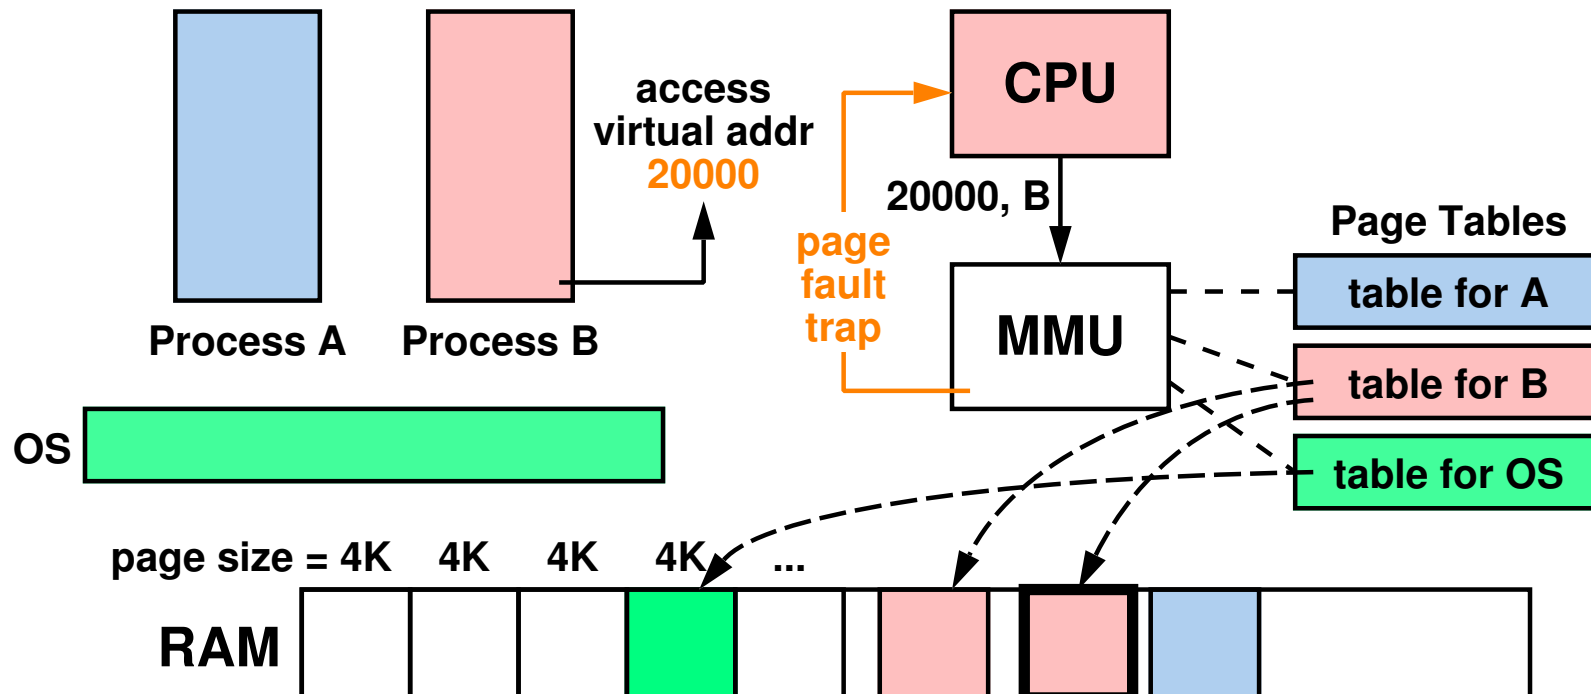 access
virtual addr
20000
CPU
20000, B
page
fault
trap
MMU
Page Tables
table for A
table for B
table for OS
Process A
Process B
OS
page size = 4K 4K 4K 4K ...
RAM